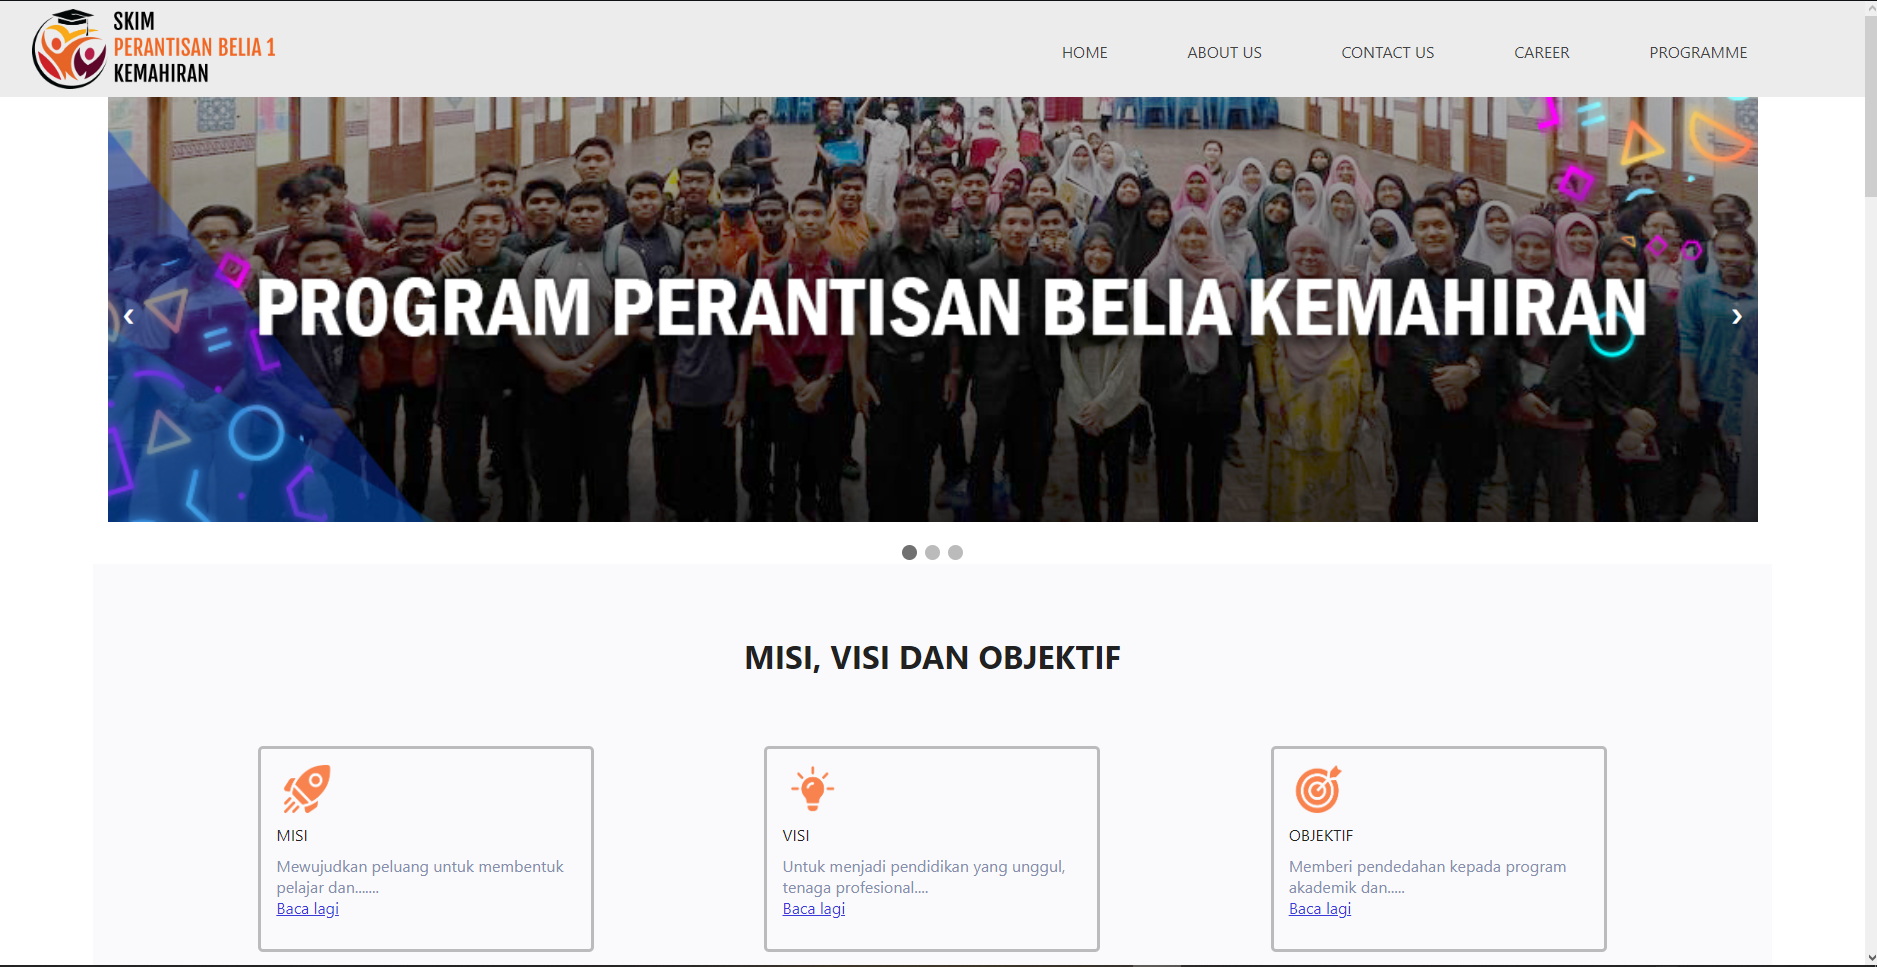 SKIM
PERANTISAN BELIA 1
KEMAHIRAN
HOME
ABOUT US
CONTACT US
CAREER
PROGRAMME
PROGRAM PERANTISAN BELIA KEMAHIRAN
MISI, VISI DAN OBJEKTIF
MISI
Mewujudkan peluang untuk membentuk
pelajar dan.......
Baca lagi
VISI
Untuk menjadi pendidikan yang unggul,
tenaga profesional....
Baca lagi
OBJEKTIF
Memberi pendedahan kepada program
akademik dan.....
Baca lagi